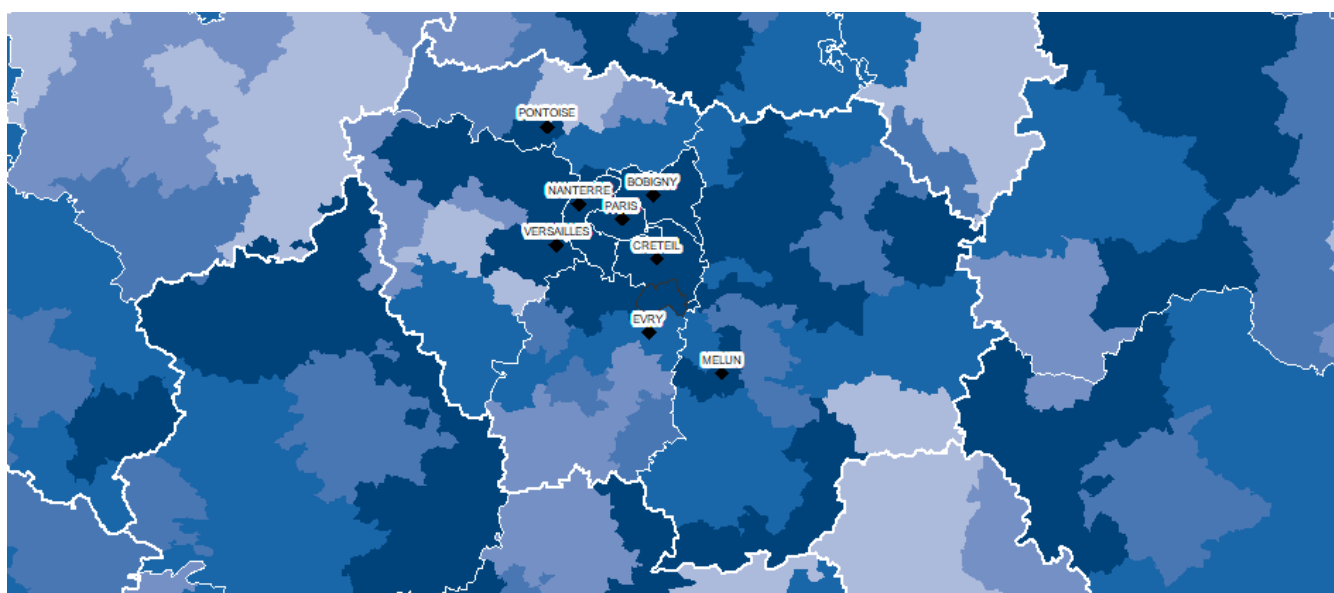 PONTOISE
BOBIGNY
NANTERRE
PARIS
VERSAILLES
CRETEIL
EVRY
MELUN